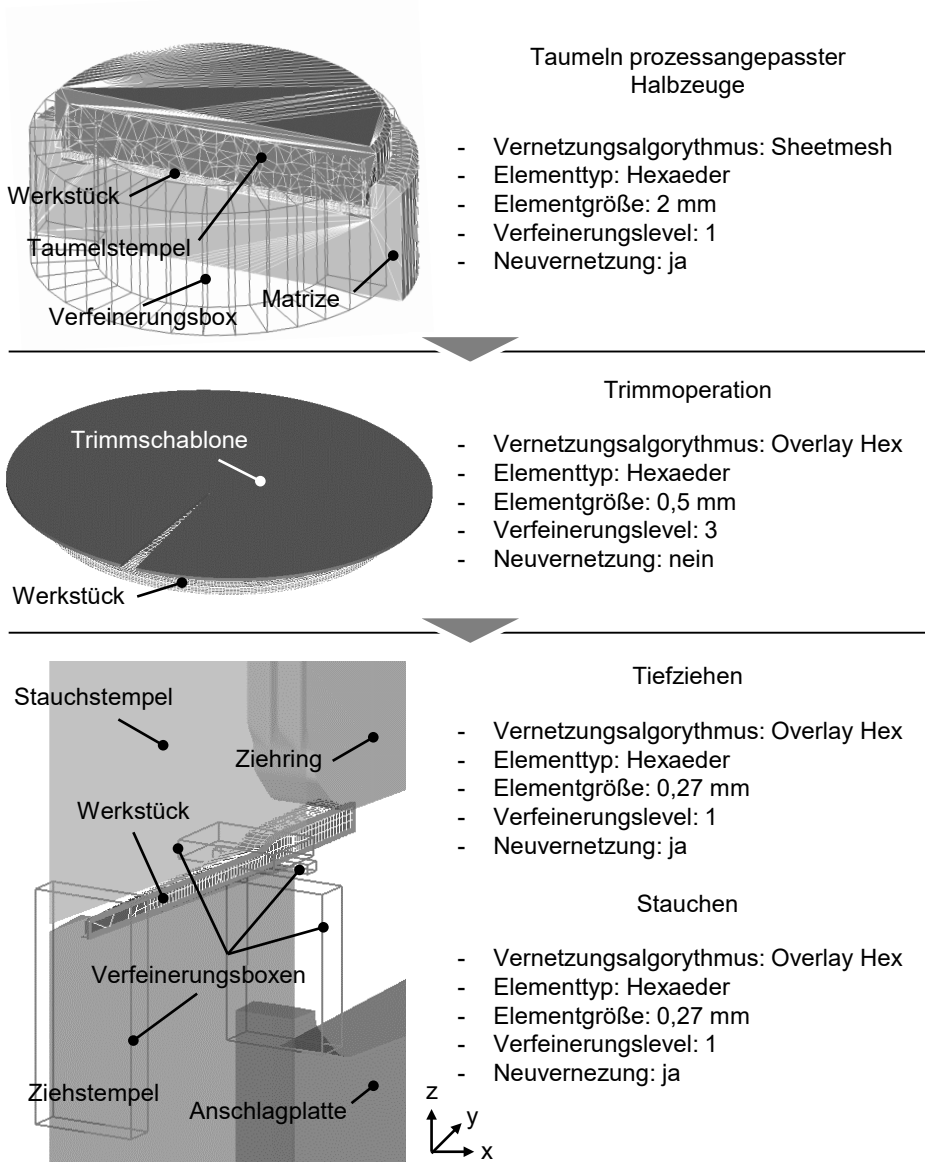 Taumeln prozessangepasster
Halbzeuge
- Vernetzungsalgorythmus: Sheetmesh
- Elementtyp: Hexaeder
- Elementgröße: 2 mm
- Verfeinerungslevel: 1
- Neuvernetzung: ja
Werkstück
Taumelstempel
Matrize
Verfeinerungsbox
Trimmoperation
Trimmschablone
- Vernetzungsalgorythmus: Overlay Hex
- Elementtyp: Hexaeder
- Elementgröße: 0,5 mm
- Verfeinerungslevel: 3
- Neuvernetzung: nein
Werkstück
Tiefziehen
- Vernetzungsalgorythmus: Overlay Hex
- Elementtyp: Hexaeder
- Elementgröße: 0,27 mm
- Verfeinerungslevel: 1
- Neuvernetzung: ja
Stauchen
- Vernetzungsalgorythmus: Overlay Hex
- Elementtyp: Hexaeder
- Elementgröße: 0,27 mm
- Verfeinerungslevel: 1
- Neuvernezung: ja
Stauchstempel
Ziehring
Werkstück
Verfeinerungsboxen
Ziehstempel
Anschlagplatte
z
y
x